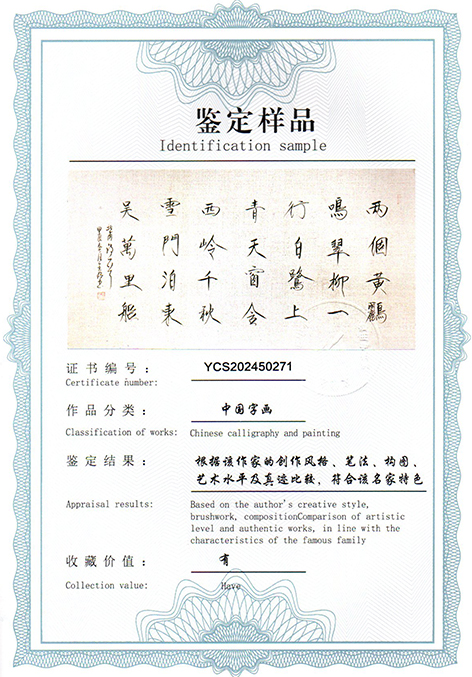 鉴定样品
Identification sample
两個黃鸝
鳴翠柳一
行白鷺上
青天窗含
西岭千秋
雪門泊東
吳萬里船
证书编号： YCS202450271
Certificate number:
作品分类： 中国字画
Classification of works: Chinese calligraphy and painting
鉴定结果： 根据该作家的创作风格、笔法、构图、
艺术水平及真迹比较，符合该名家特色
Appraisal results: Based on the author's creative style,
brushwork, compositionComparison of artistic
level and authentic works, in line with the
characteristics of the famous family
收藏价值： 有
Collection value: Have